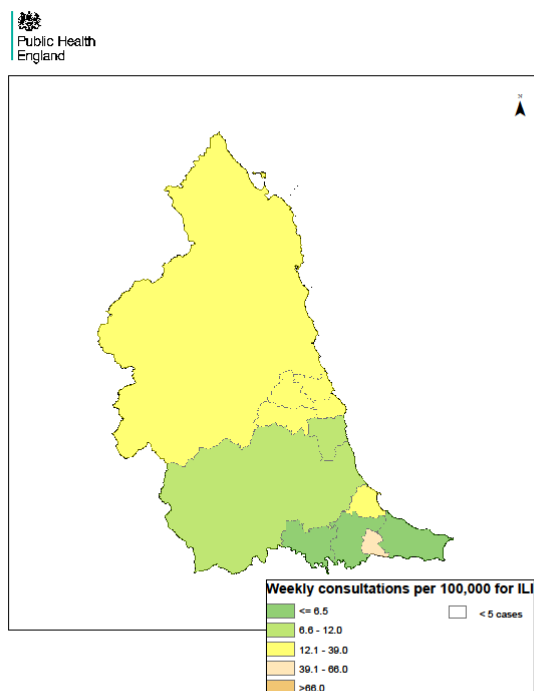 Public Health
England
N
Weekly consultations per 100,000 for ILI
<= 6.5
< 5 cases
6.6 - 12.0
12.1 - 39.0
39.1 - 66.0
>66.0